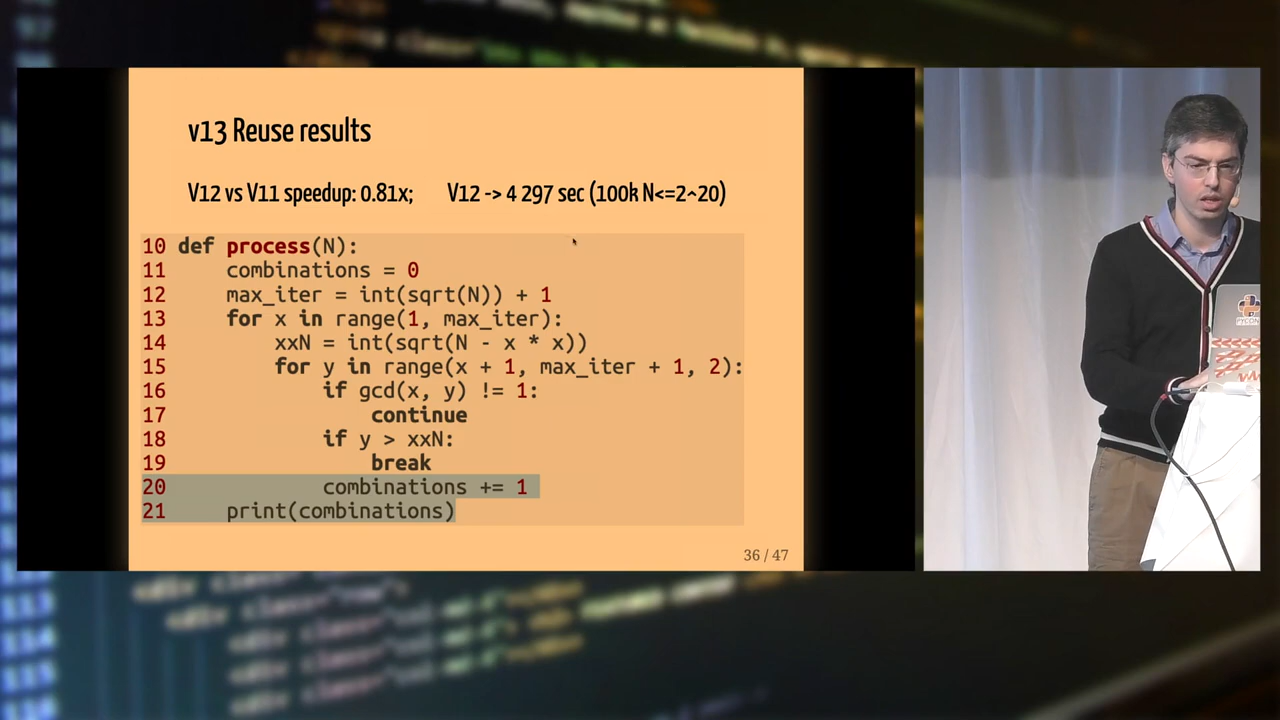 v13 Reuse results
V12 vs V11 speedup: 0.81x; V12 -> 4 297 sec (100k N<=2^20)
10 def process(N):
11     combinations = 0
12     max_iter = int(sqrt(N)) + 1
13     for x in range(1, max_iter):
14         xxN = int(sqrt(N - x * x))
15         for y in range(x + 1, max_iter + 1, 2):
16             if gcd(x, y) != 1:
17                 continue
18             if y > xxN:
19                 break
20             combinations += 1
21     print(combinations)
36 / 47
PYCON